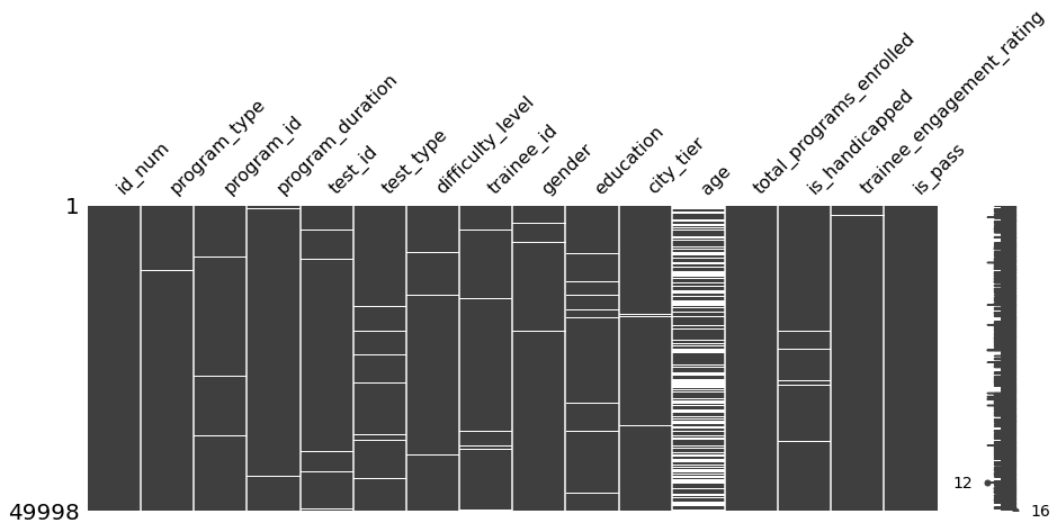 id_num
program_type
program_id
program_duration
test_id
test_type
difficulty_level
trainee_id
gender
education
city_tier
age
total_programs_enrolled
is_handicapped
trainee_engagement_rating
is_pass
1
49998
12
16